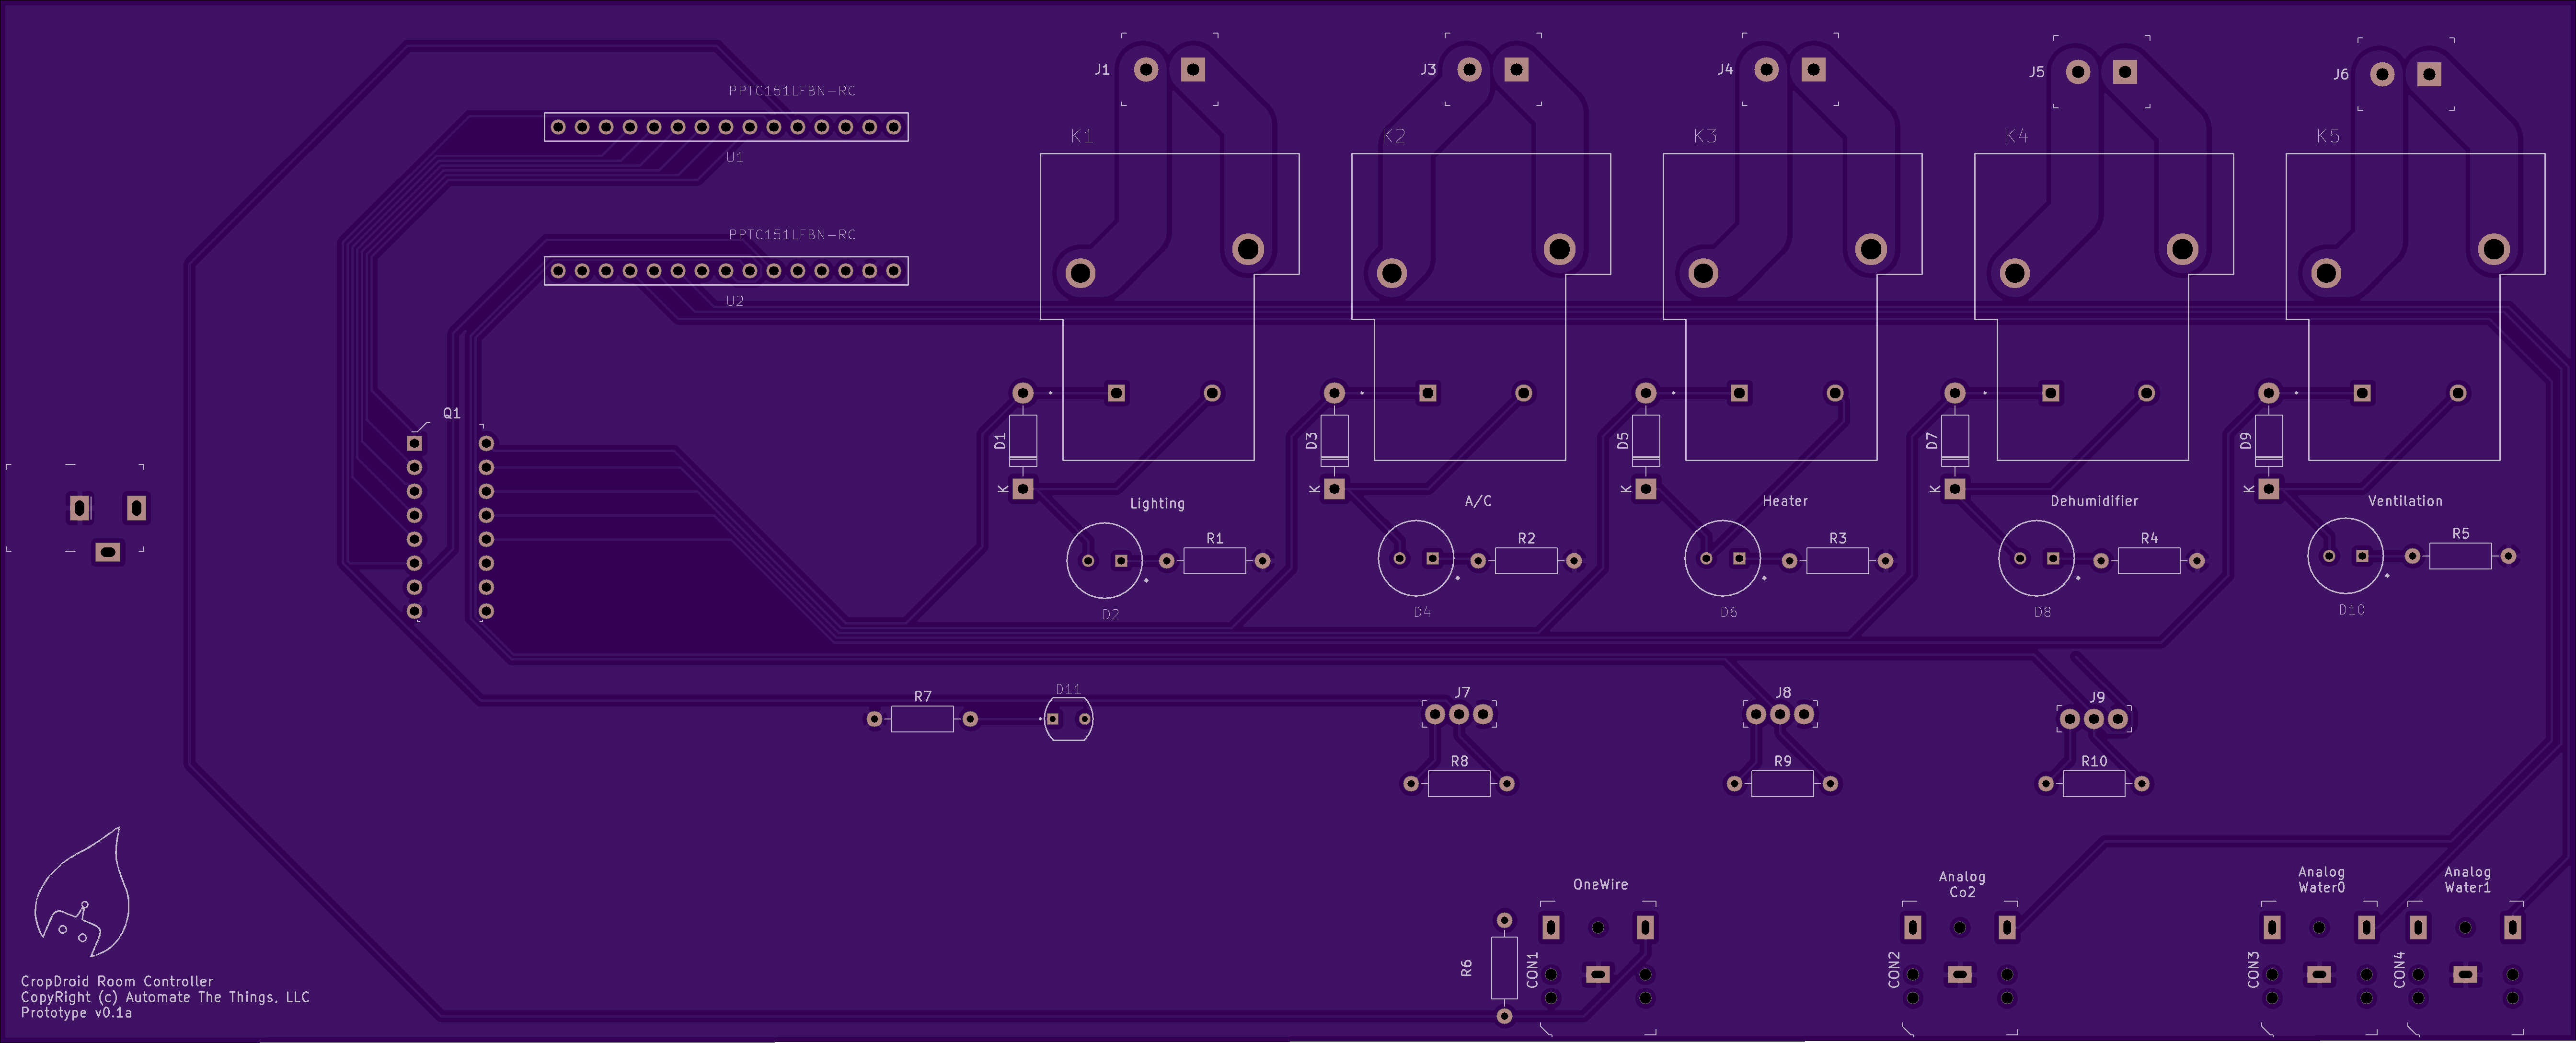 J1
J3
J4
J5
J6
PPTC151LFBN-RC
U1
K1
K2
K3
K4
K5
PPTC151LFBN-RC
U2
Q1
D1
D3
D5
D7
D9
K
K
K
K
K
Lighting
A/C
Heater
Dehumidifier
Ventilation
R1
R2
R3
R4
R5
D2
D4
D6
D8
D10
R7
D11
J7
J8
J9
R8
R9
R10
OneWire
Analog
Co2
Analog
Water0
Analog
Water1
R6
CON1
CON2
CON3
CON4
CropDroid Room Controller
CopyRight (c) Automate The Things, LLC
Prototype v0.1a